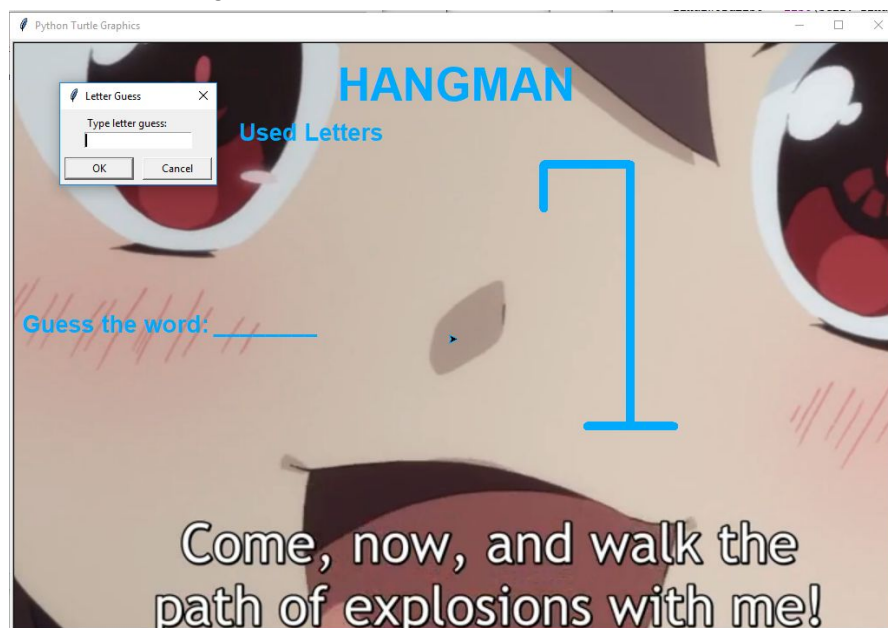 Python Turtle Graphics
HANGMAN
Letter Guess
Type letter guess:
Used Letters
OK Cancel
Guess the word: ________
Come, now, and walk the
path of explosions with me!